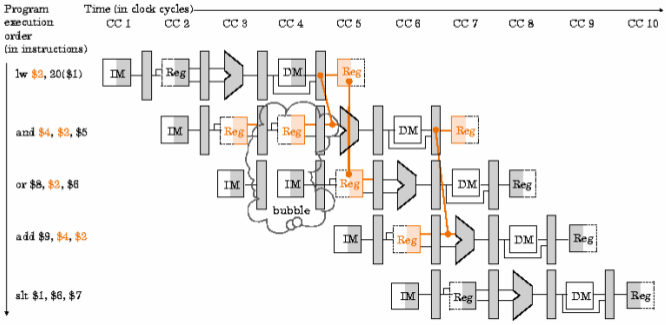 Program Time (in clock cycles)
execution CC 1 CC 2 CC 3 CC 4 CC 5 CC 6 CC 7 CC 8 CC 9 CC 10
order
(in instructions)
lw $2, 20($1) IM Reg DM Reg
and $4, $2, $5 IM Reg Reg DM Reg
or $8, $2, $6 IM IM Reg DM Reg
bubble
add $9, $4, $2 IM Reg DM Reg
slt $1, $6, $7 IM Reg DM Reg